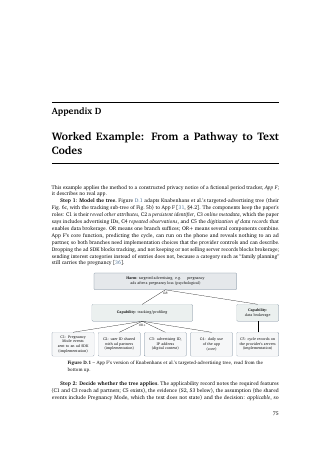 Appendix D
Worked Example: From a Pathway to Text
Codes
This example applies the method to a constructed privacy notice of a fictional period tracker, App F;
it describes no real app.
Step 1: Model the tree. Figure D.1 adapts Knabenhans et al.'s targeted-advertising tree (their
Fig. 6c, with the tracking sub-tree of Fig. 5b) to App F [31, §4.2]. The components keep the paper's
roles: C1 is their reveal other attributes, C2 a persistent identifier, C3 online metadata, which the paper
says includes advertising IDs, C4 repeated observations, and C5 the digitization of data records that
enables data brokerage. OR means one branch suffices; OR+ means several components combine.
App F's core function, predicting the cycle, can run on the phone and reveals nothing to an ad
partner, so both branches need implementation choices that the provider controls and can describe.
Dropping the ad SDK blocks tracking, and not keeping or not selling server records blocks brokerage;
sending interest categories instead of entries does not, because a category such as "family planning"
still carries the pregnancy [36].
Harm: targeted advertising, e.g. pregnancy
ads after a pregnancy loss (psychological)
Capability: tracking/profiling
Capability:
data brokerage
C1: Pregnancy
Mode events
sent to an ad SDK
(implementation)
C2: user ID shared
with ad partners
(implementation)
C3: advertising ID,
IP address
(digital context)
C4: daily use
of the app
(core)
C5: cycle records on
the provider's servers
(implementation)
Figure D.1 – App F's version of Knabenhans et al.'s targeted-advertising tree, read from the
bottom up.
Step 2: Decide whether the tree applies. The applicability record notes the required features
(C1 and C3 reach ad partners; C5 exists), the evidence (S2, S3 below), the assumption (the shared
events include Pregnancy Mode, which the text does not state) and the decision: applicable, so
75